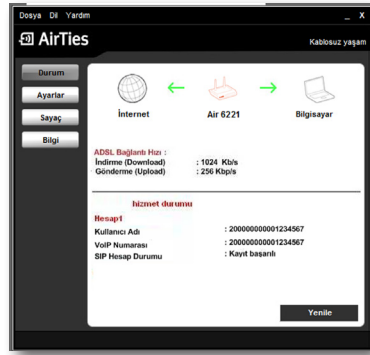 Dosya Dil Yardım _ X
AirTies
Kablosuz yaşam
Durum
Ayarlar
Sayaç
Bilgi
İnternet Air 6221 Bilgisayar
ADSL Bağlantı Hızı :
İndirme (Download) : 1024 Kb/s
Gönderme (Upload) : 256 Kbp/s
hizmet durumu
Hesap1
Kullanıcı Adı : 200000000001234567
VoIP Numarası : 200000000001234567
SIP Hesap Durumu : Kayıt başarılı
Yenile